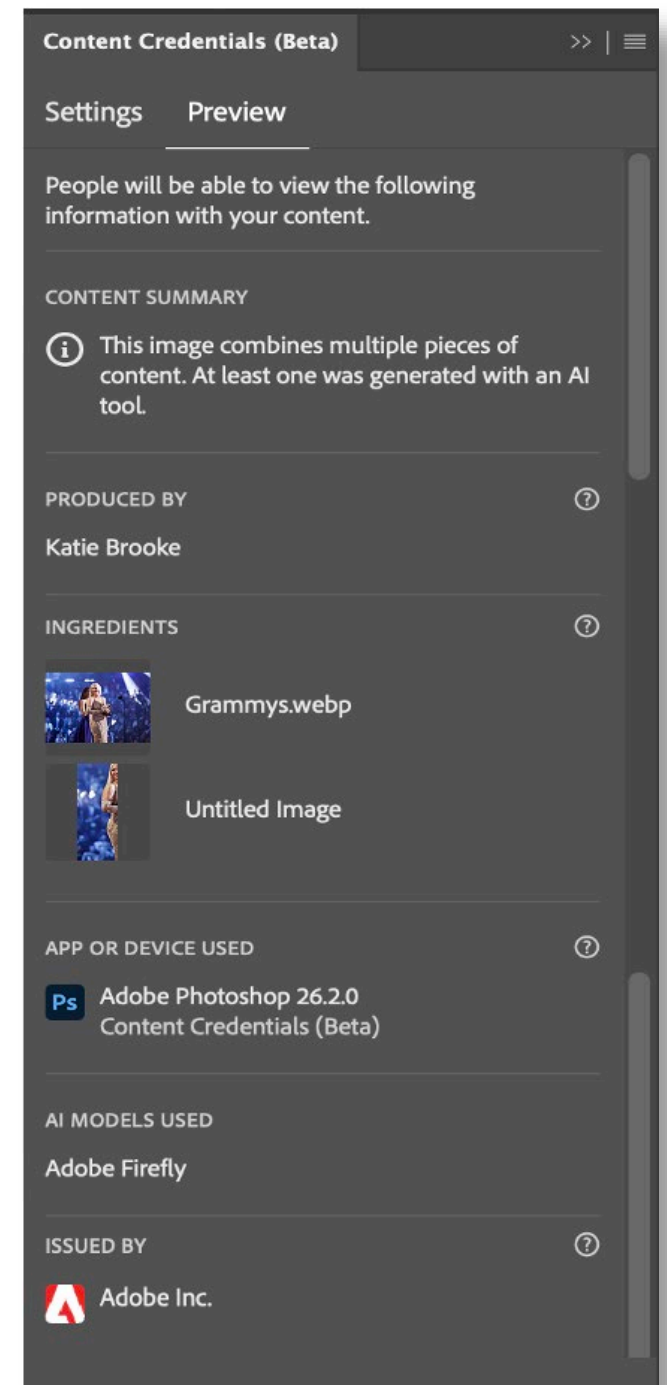 Content Credentials (Beta)
Settings Preview
People will be able to view the following
information with your content.
CONTENT SUMMARY
This image combines multiple pieces of
content. At least one was generated with an AI
tool.
PRODUCED BY
Katie Brooke
INGREDIENTS
Grammys.webp
Untitled Image
APP OR DEVICE USED
Ps Adobe Photoshop 26.2.0
Content Credentials (Beta)
AI MODELS USED
Adobe Firefly
ISSUED BY
Adobe Inc.